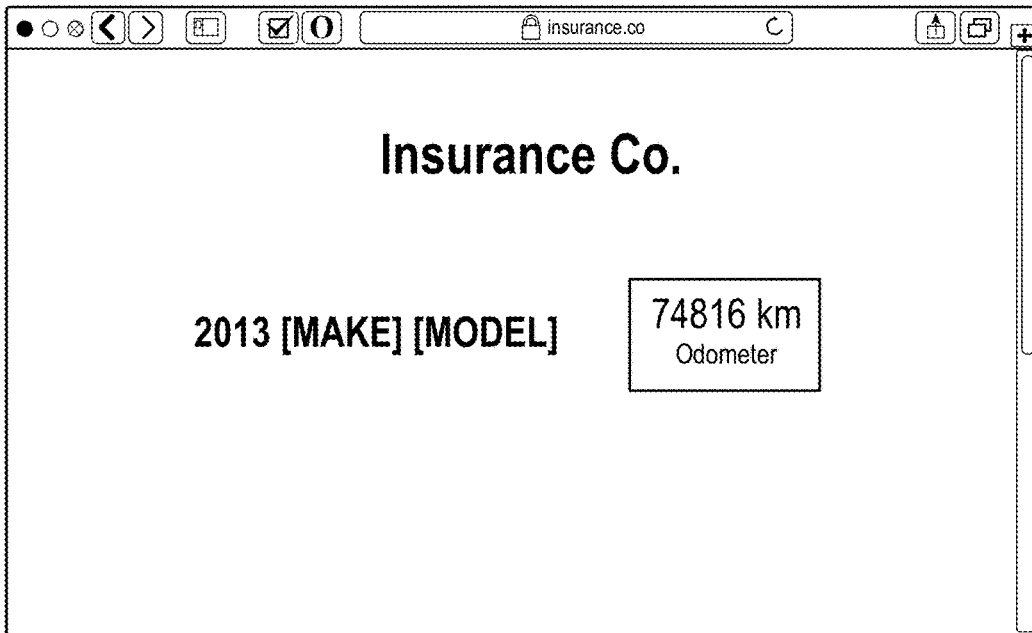 insurance.co
Insurance Co.
2013 [MAKE] [MODEL]
74816 km
Odometer